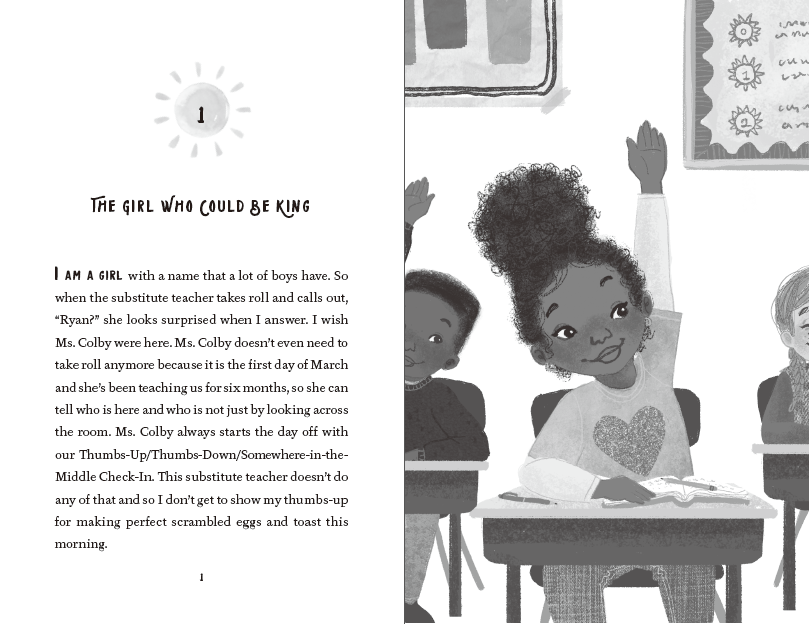 1
THE GIRL WHO COULD BE KING
I AM A GIRL with a name that a lot of boys have. So
when the substitute teacher takes roll and calls out,
“Ryan?” she looks surprised when I answer. I wish
Ms. Colby were here. Ms. Colby doesn’t even need to
take roll anymore because it is the first day of March
and she’s been teaching us for six months, so she can
tell who is here and who is not just by looking across
the room. Ms. Colby always starts the day off with
our Thumbs-Up/Thumbs-Down/Somewhere-in-the-
Middle Check-In. This substitute teacher doesn’t do
any of that and so I don’t get to show my thumbs-up
for making perfect scrambled eggs and toast this
morning.
1
0
1
2